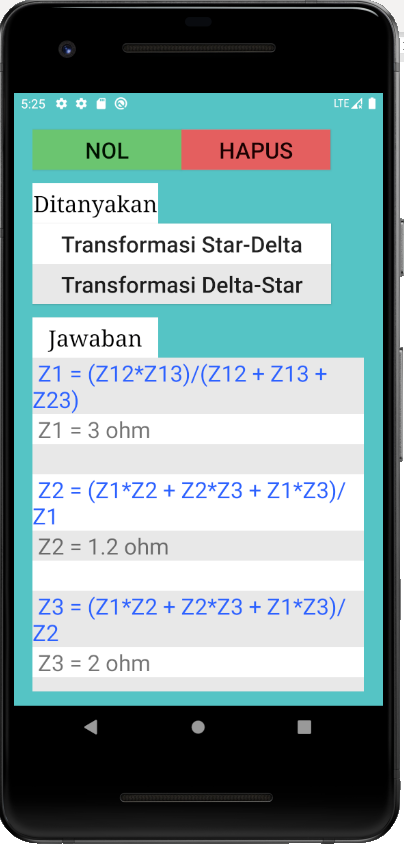 5:25 LTE
NOL HAPUS
Ditanyakan
Transformasi Star-Delta
Transformasi Delta-Star
Jawaban
Z1 = (Z12*Z13)/(Z12 + Z13 +
Z23)
Z1 = 3 ohm
Z2 = (Z1*Z2 + Z2*Z3 + Z1*Z3)/
Z1
Z2 = 1.2 ohm
Z3 = (Z1*Z2 + Z2*Z3 + Z1*Z3)/
Z2
Z3 = 2 ohm